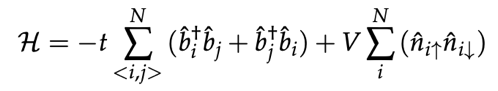 ℋ = −t ∑_{<i,j>}^{N} (b̂_i^† b̂_j + b̂_j^† b̂_i) + V ∑_{i}^{N} (n̂_{i↑} n̂_{i↓})